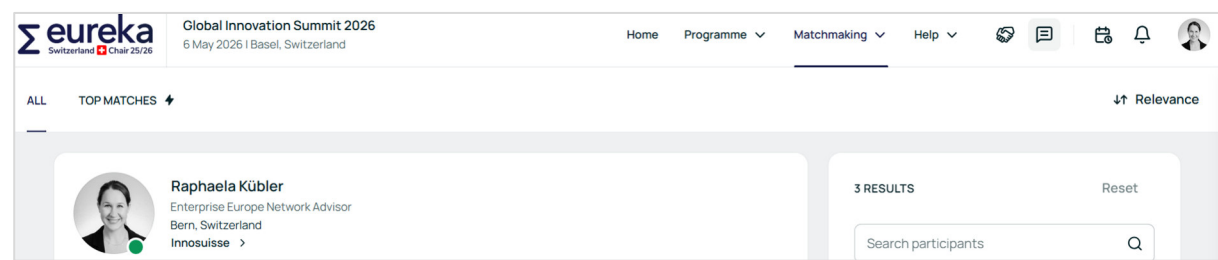 eureka
Switzerland Chair 25/26
Global Innovation Summit 2026
6 May 2026 I Basel, Switzerland
Home Programme Matchmaking Help
ALL TOP MATCHES
Relevance
Raphaela Kübler
Enterprise Europe Network Advisor
Bern, Switzerland
Innosuisse
3 RESULTS Reset
Search participants